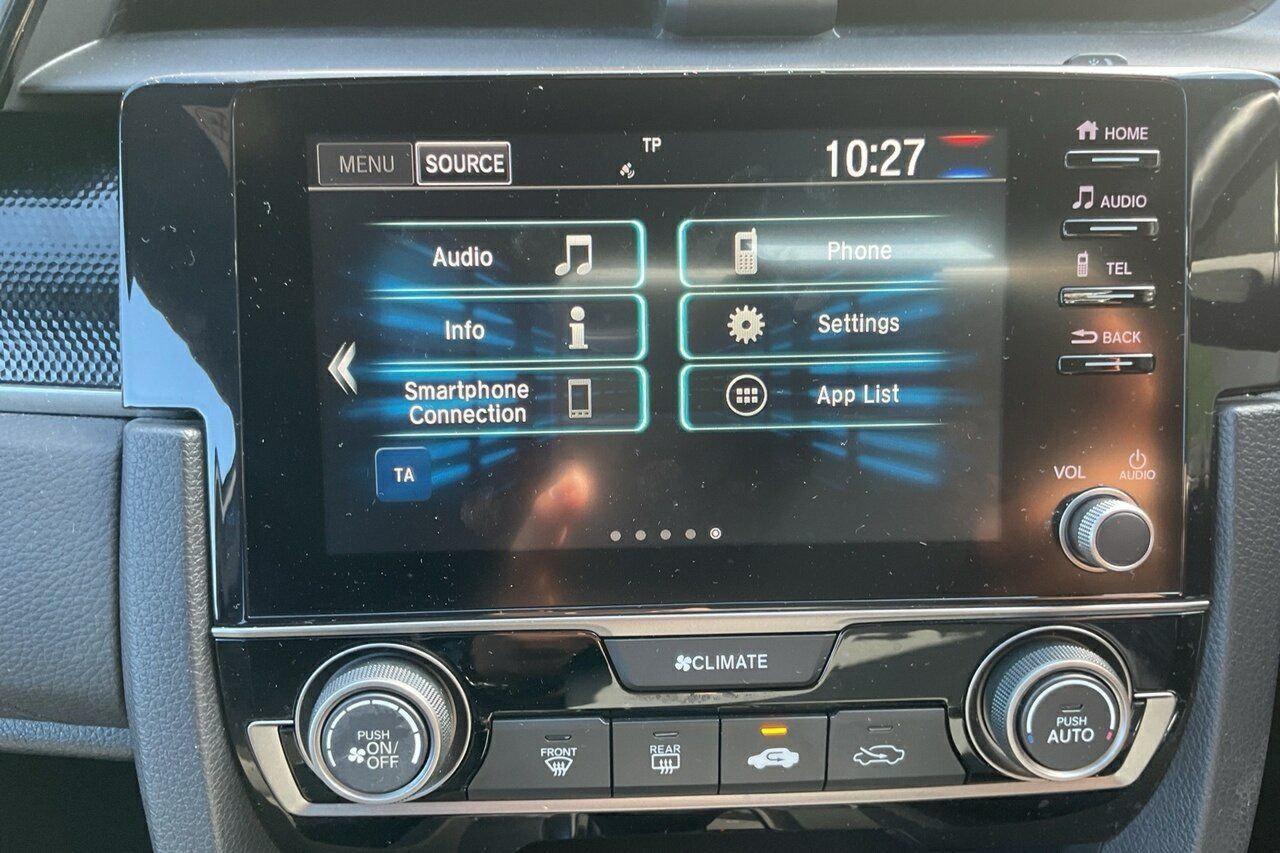 MENU
SOURCE
TP
10:27
HOME
AUDIO
TEL
BACK
VOL
AUDIO
Audio
Phone
Info
Settings
Smartphone
Connection
App List
TA
CLIMATE
PUSH
ON/
OFF
FRONT
REAR
PUSH
AUTO